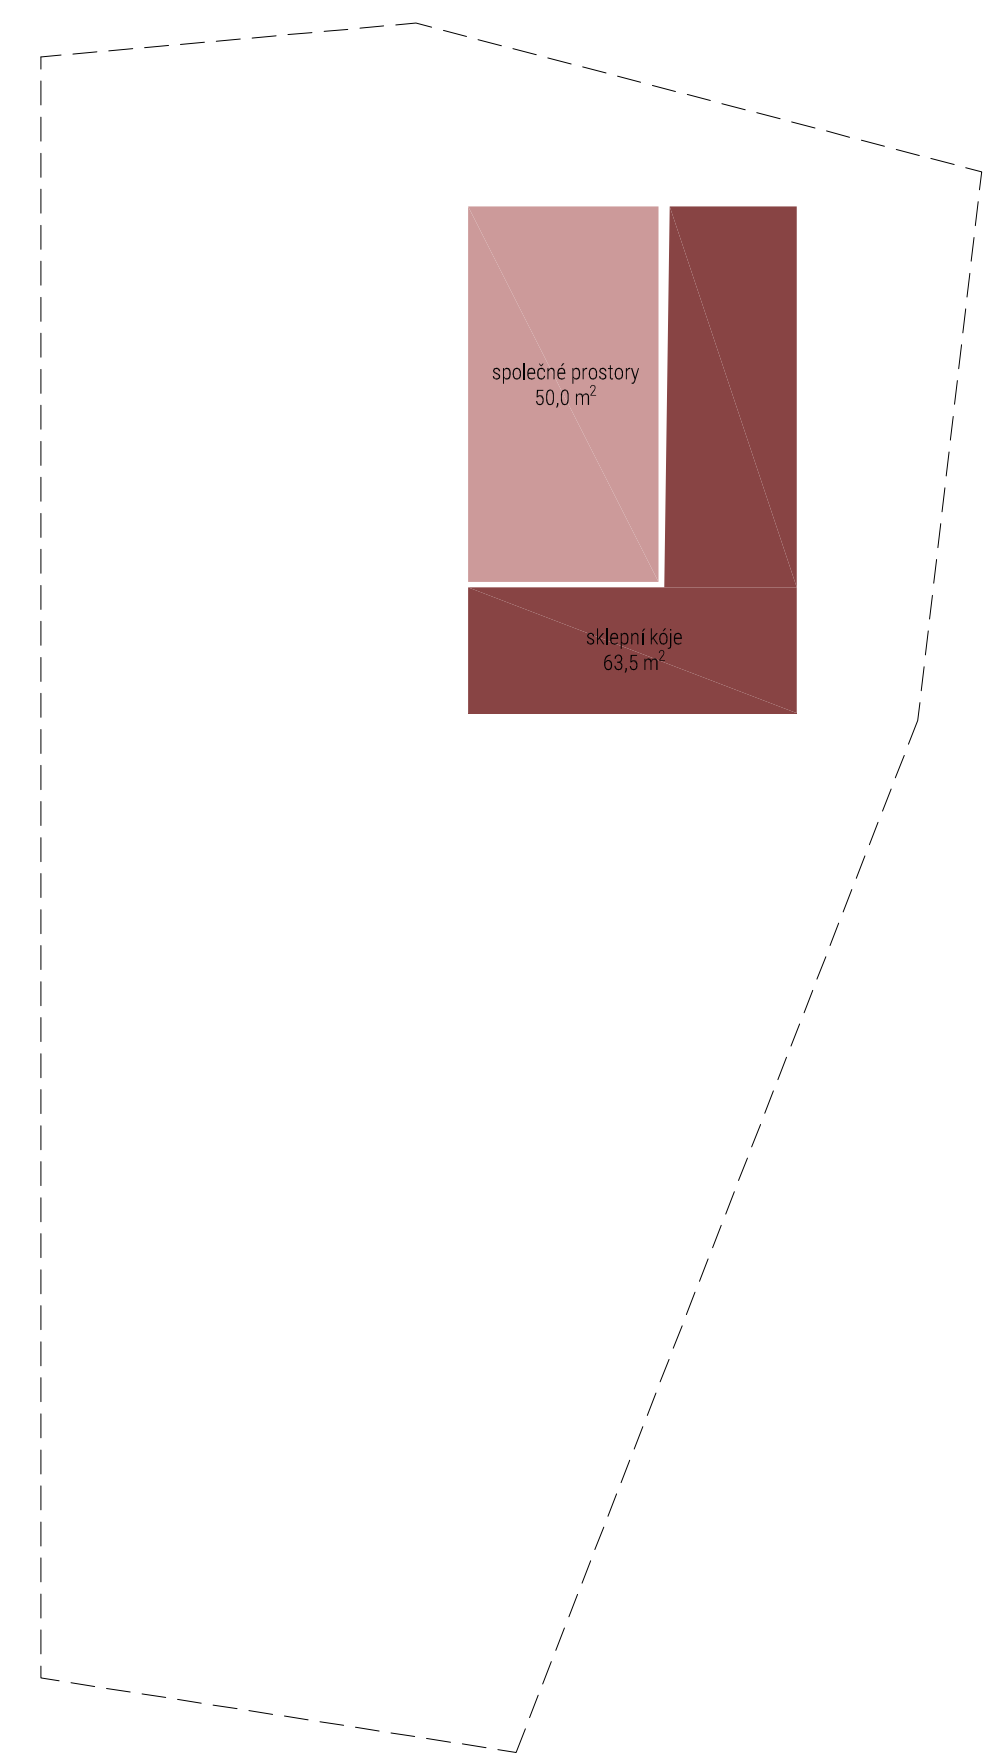 společné prostory
50,0 m²
sklepní kóje
63,5 m²